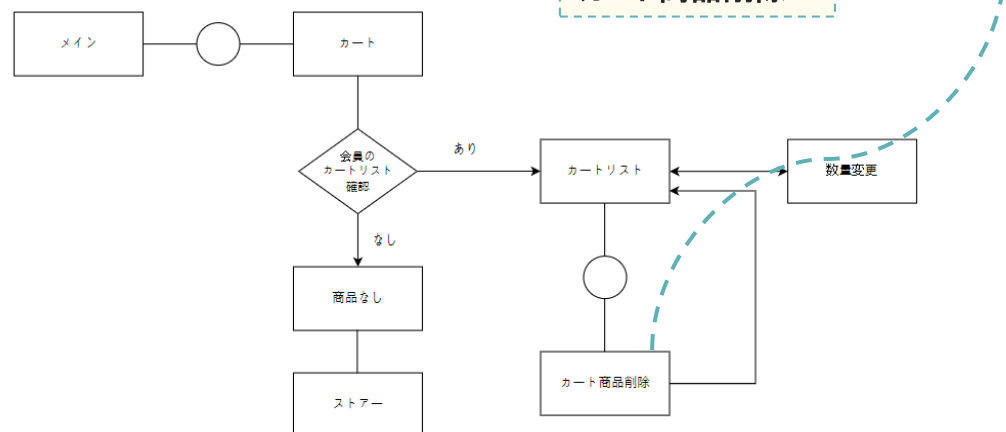 メイン
カート
会員の
カートリスト
確認
あり
カートリスト
数量変更
なし
商品なし
カート商品削除
ストアー